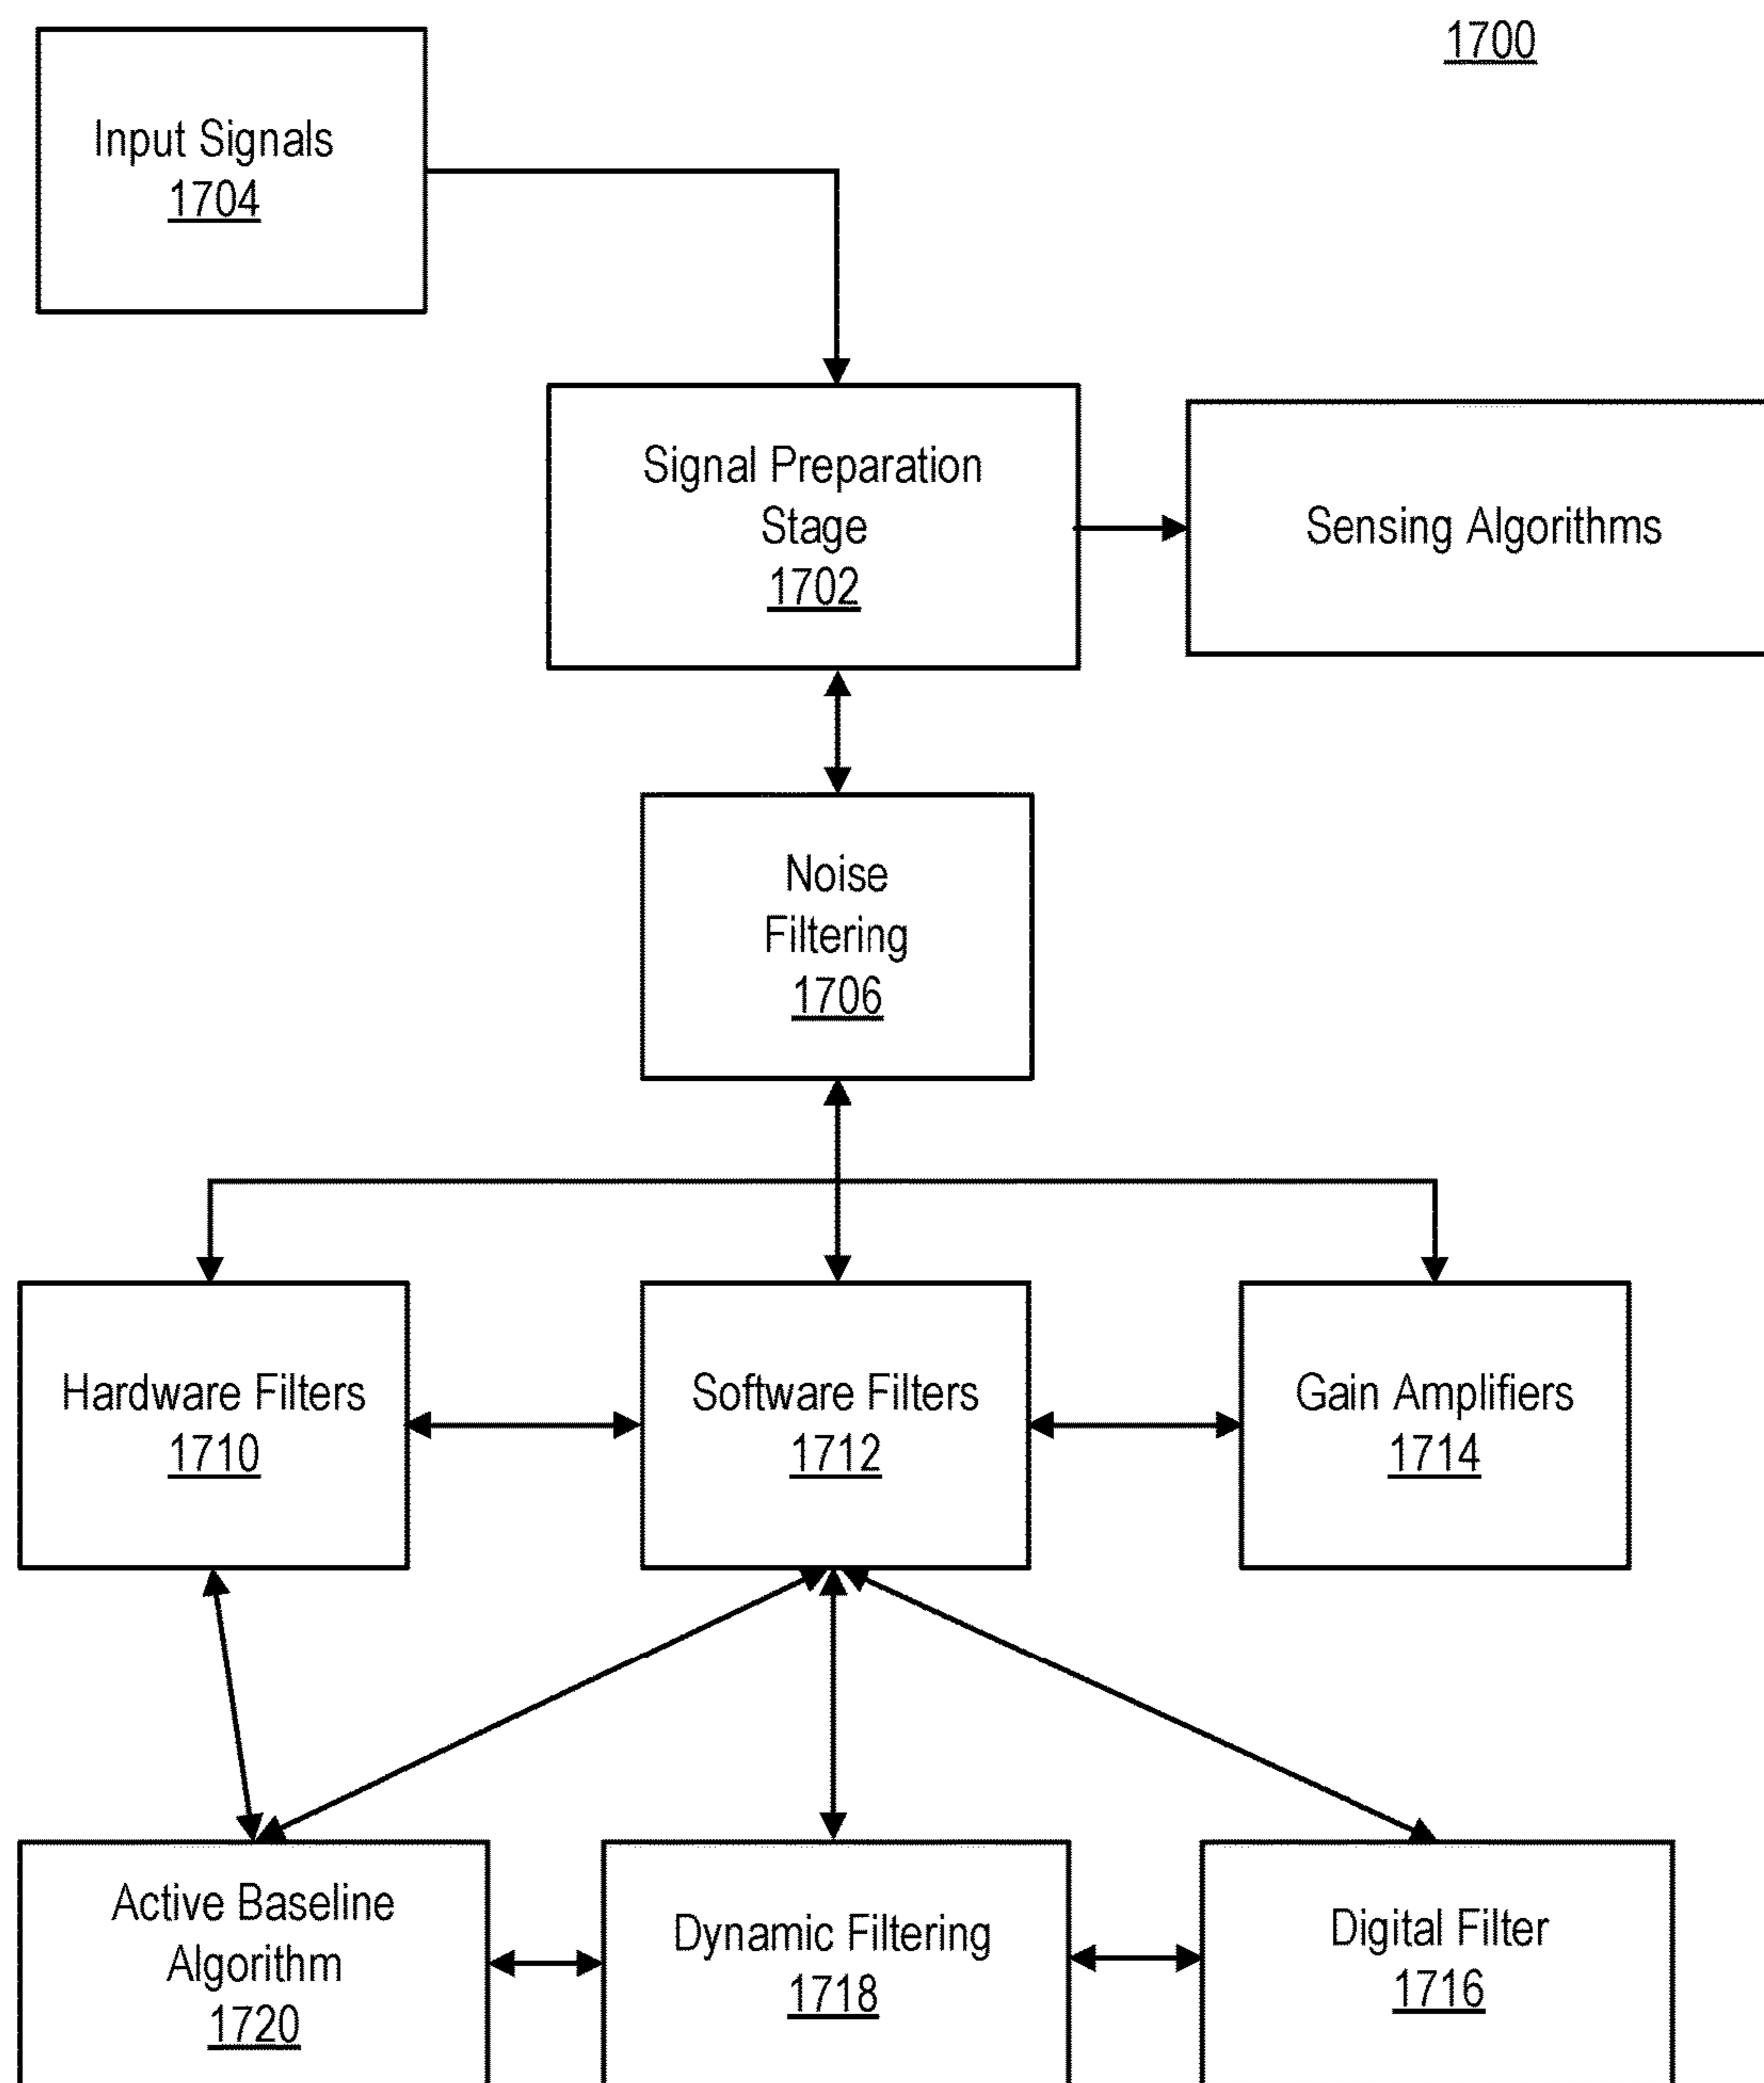 1700
Input Signals
1704
Signal Preparation
Stage
1702
Sensing Algorithms
Noise
Filtering
1706
Hardware Filters
1710
Software Filters
1712
Gain Amplifiers
1714
Active Baseline
Algorithm
1720
Dynamic Filtering
1718
Digital Filter
1716